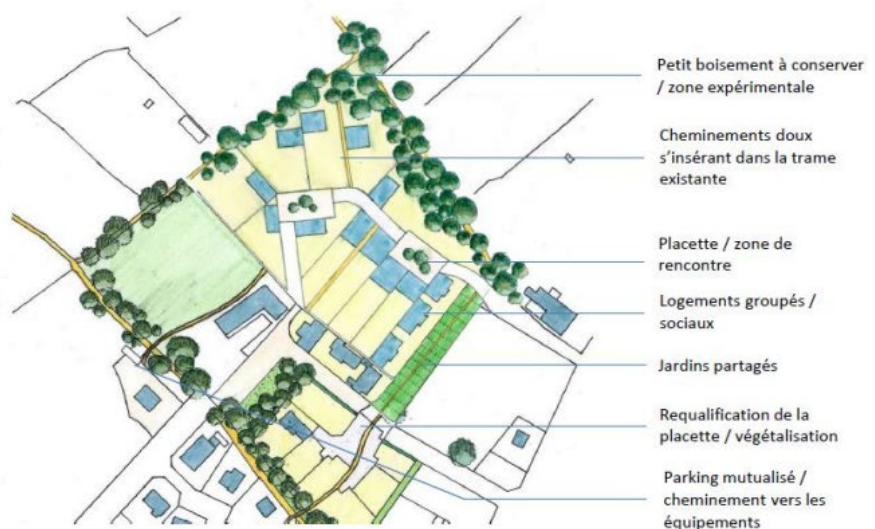 Petit boisement à conserver
/ zone expérimentale
Cheminements doux
s'insérant dans la trame
existante
Placette / zone de
rencontre
Logements groupés /
sociaux
Jardins partagés
Requalification de la
placette / végétalisation
Parking mutualisé /
cheminement vers les
équipements